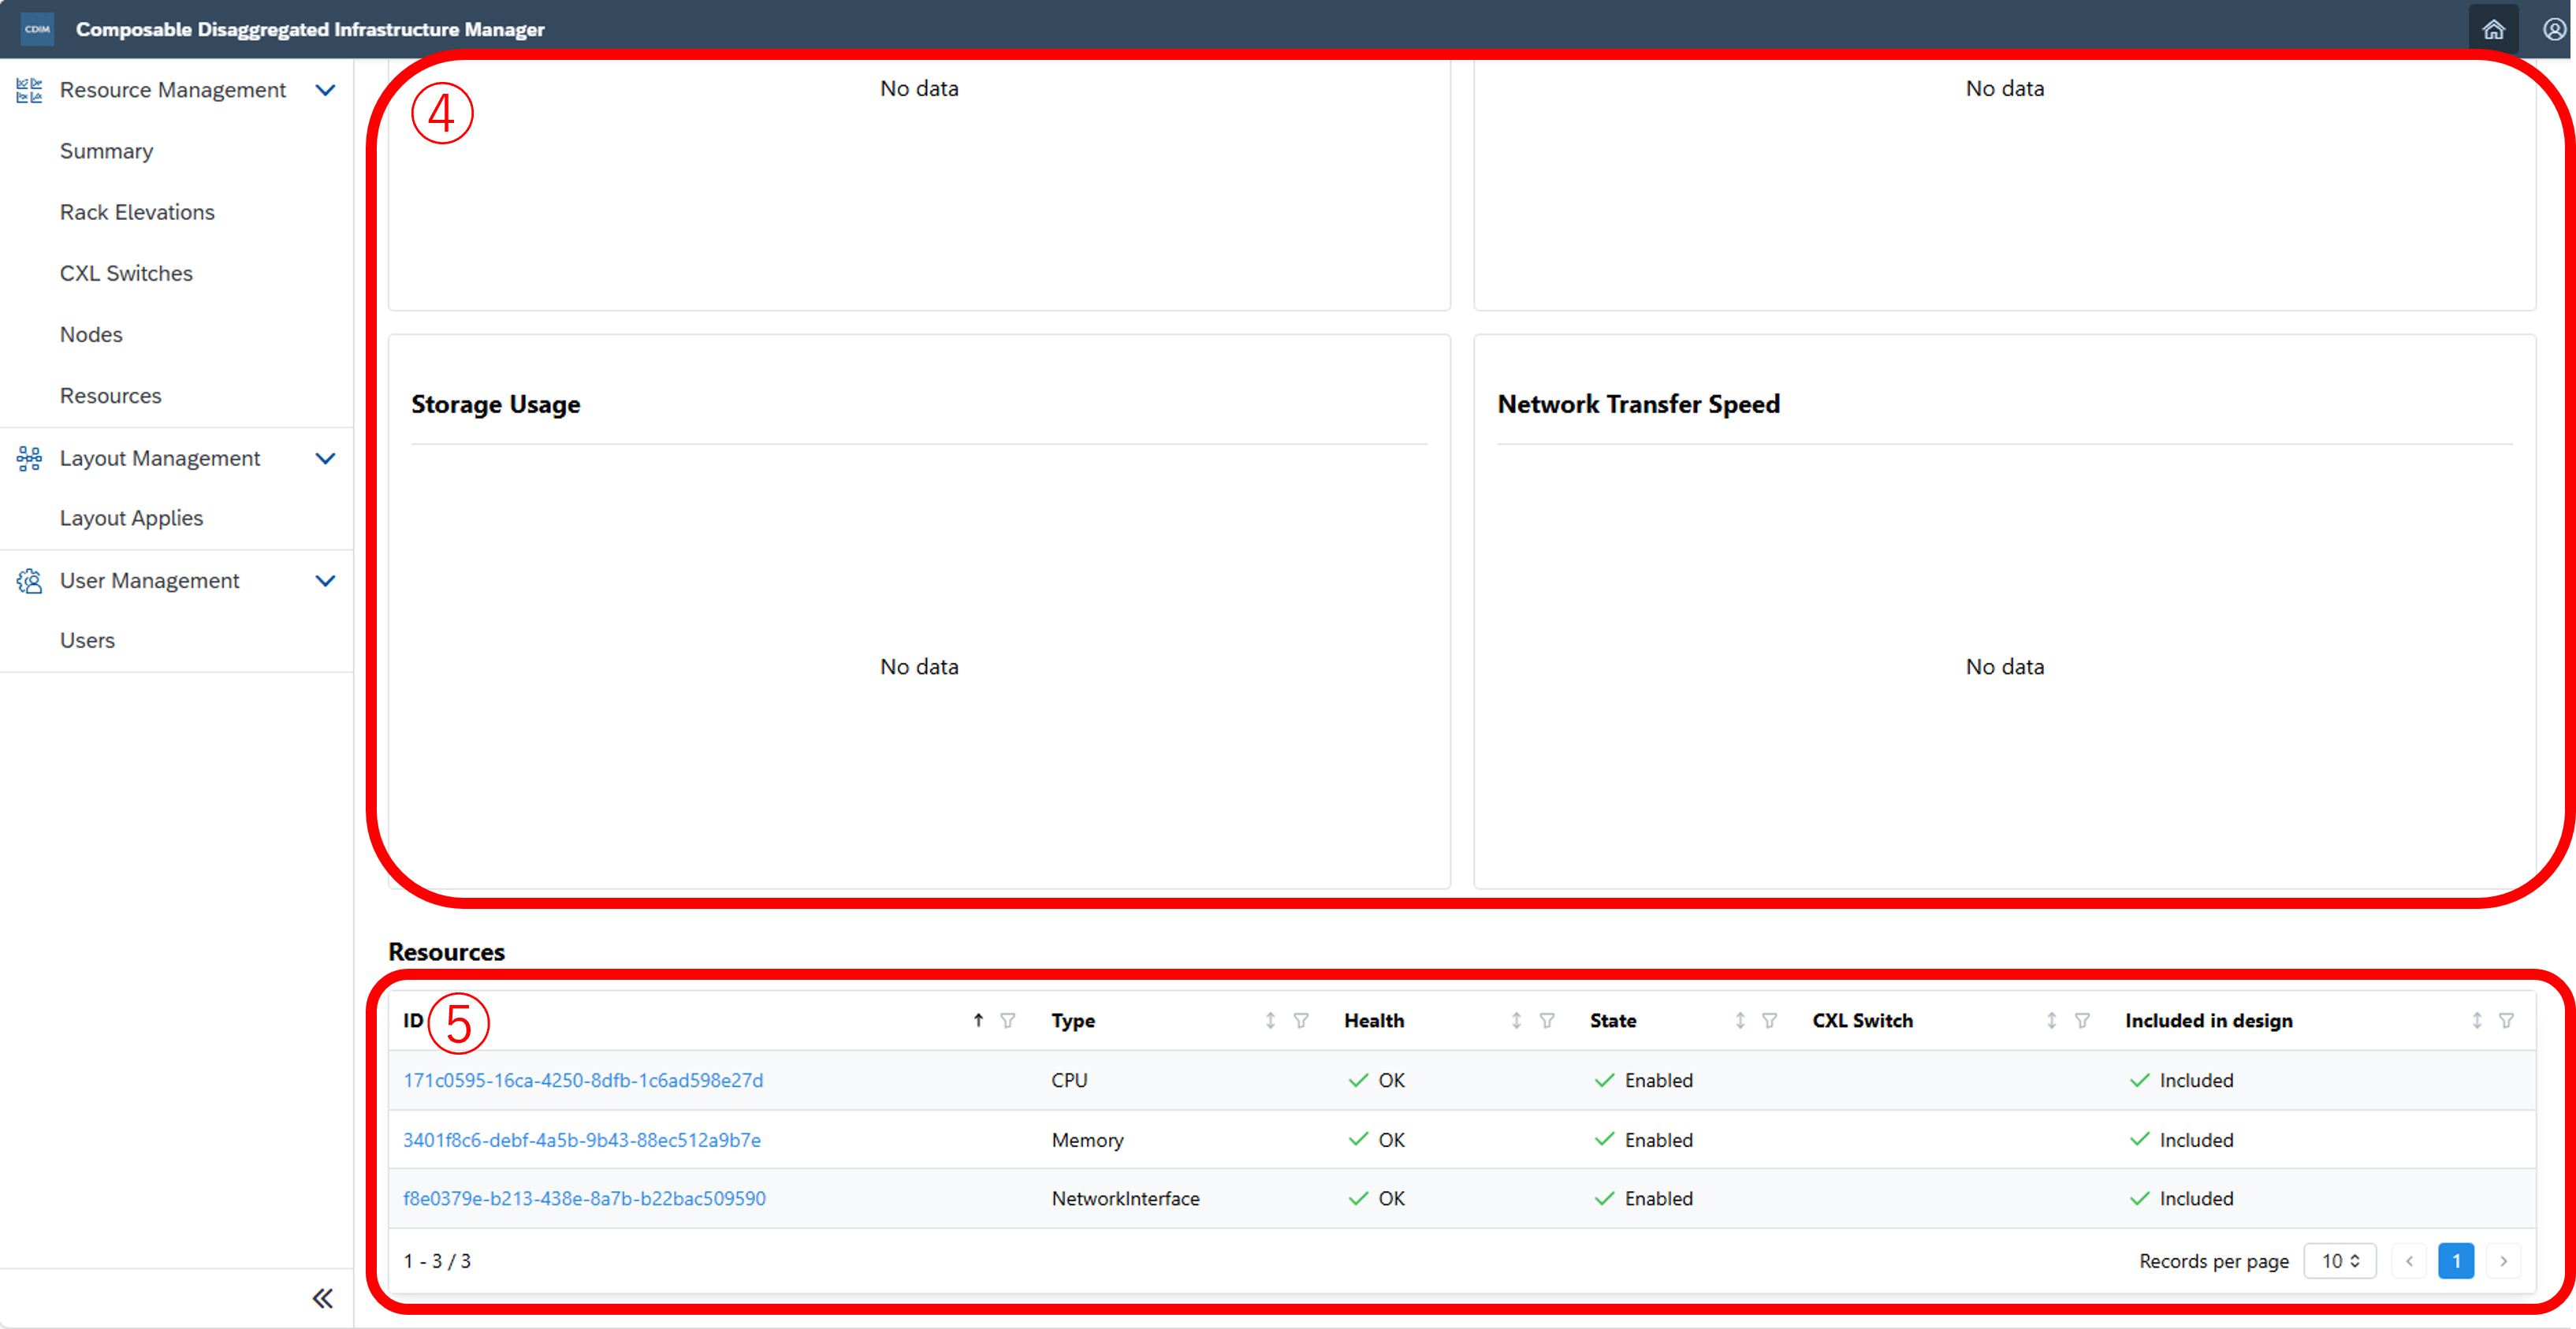 CDIM Composable Disaggregated Infrastructure Manager
Resource Management
Summary
Rack Elevations
CXL Switches
Nodes
Resources
Layout Management
Layout Applies
User Management
Users
④
No data
No data
Storage Usage
No data
Network Transfer Speed
No data
Resources
⑤
ID Type Health State CXL Switch Included in design
171c0595-16ca-4250-8dfb-1c6ad598e27d CPU OK Enabled Included
3401f8c6-debf-4a5b-9b43-88ec512a9b7e Memory OK Enabled Included
f8e0379e-b213-438e-8a7b-b22bac509590 NetworkInterface OK Enabled Included
1 - 3 / 3 Records per page 10 1